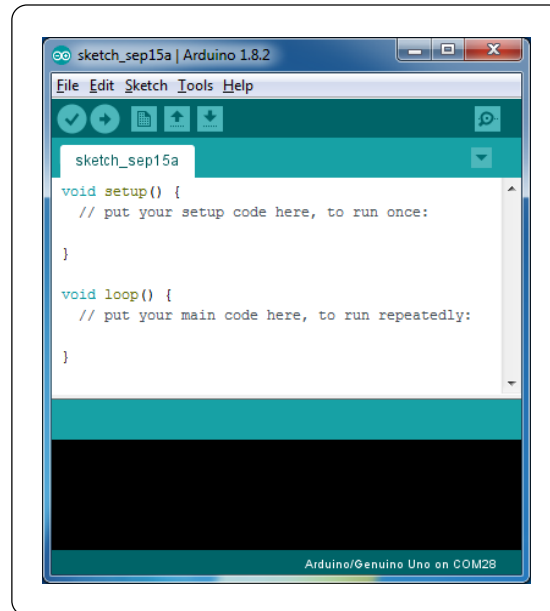 sketch_sep15a | Arduino 1.8.2
File Edit Sketch Tools Help
sketch_sep15a
void setup() {
  // put your setup code here, to run once:
}
void loop() {
  // put your main code here, to run repeatedly:
}
Arduino/Genuino Uno on COM28